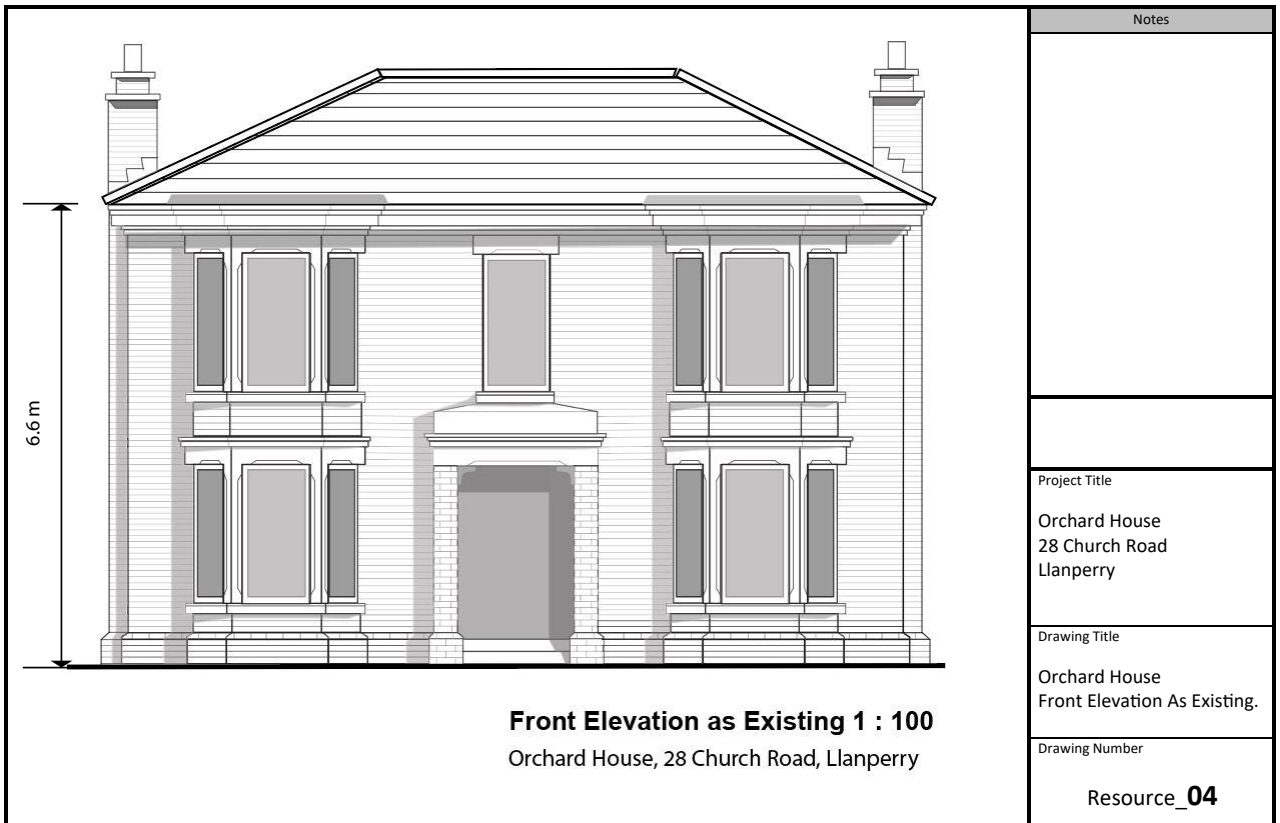 6.6 m
Front Elevation as Existing 1 : 100
Orchard House, 28 Church Road, Llanperry
Notes
Project Title
Orchard House
28 Church Road
Llanperry
Drawing Title
Orchard House
Front Elevation As Existing.
Drawing Number
Resource_04